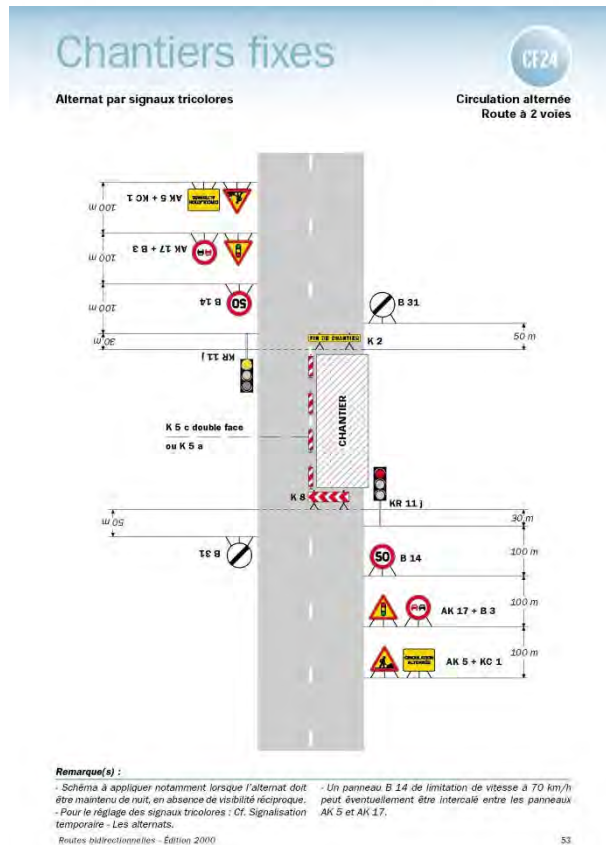 Chantiers fixes
CF24
Alternat par signaux tricolores
Circulation alternée
Route à 2 voies
100 m
AK 5 + KC 1
CIRCULATION
ALTERNÉE
100 m
AK 17 + B 3
100 m
B 14
50
B 31
30 m
KR 11 j
FIN DE CHANTIER
K 2
50 m
K 5 c double face
ou K 5 a
CHANTIER
K 8
KR 11 j
50 m
30 m
B 31
50
B 14
100 m
AK 17 + B 3
100 m
CIRCULATION
ALTERNÉE
AK 5 + KC 1
100 m
Remarque(s) :
- Schéma à appliquer notamment lorsque l'alternat doit
être maintenu de nuit, en absence de visibilité réciproque.
- Pour le réglage des signaux tricolores : Cf. Signalisation
temporaire - Les alternats.
- Un panneau B 14 de limitation de vitesse à 70 km/h
peut éventuellement être intercalé entre les panneaux
AK 5 et AK 17.
Routes bidirectionnelles - Édition 2000
53